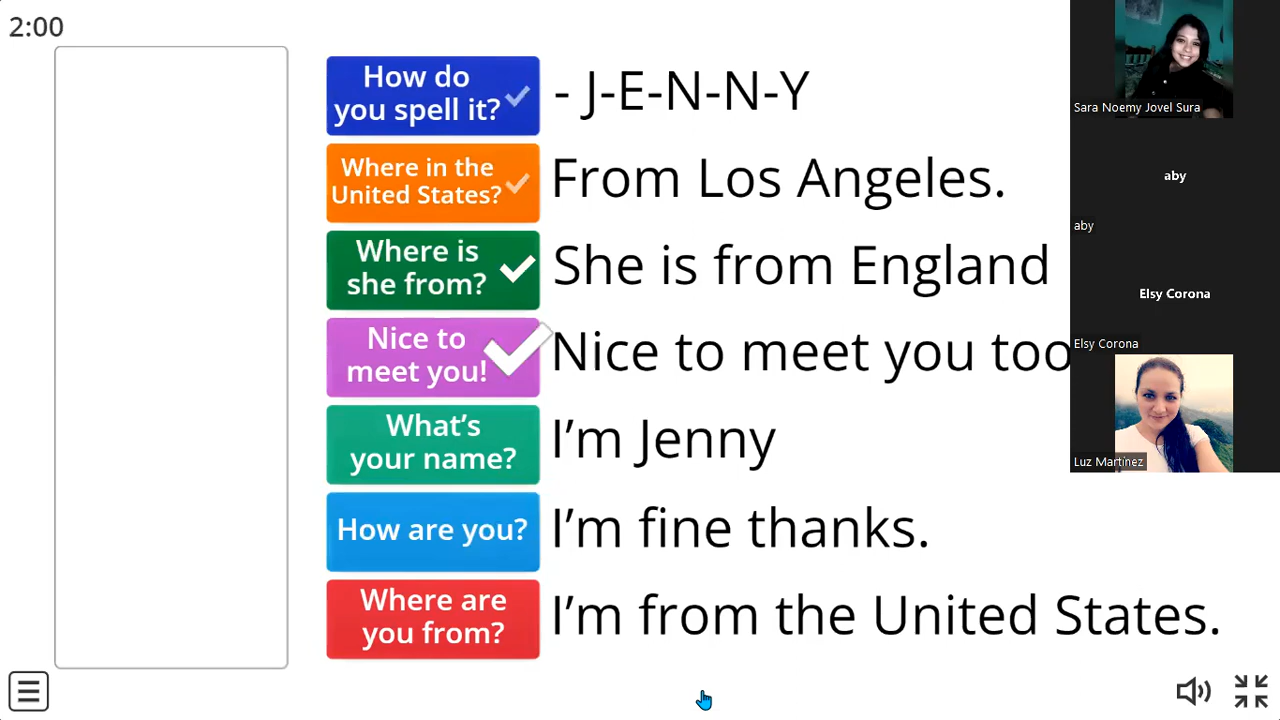 2:00
How do
you spell it?
- J-E-N-N-Y
Where in the
United States?
From Los Angeles.
Where is
she from?
She is from England
Nice to
meet you!
Nice to meet you too
What's
your name?
I'm Jenny
How are you?
I'm fine thanks.
Where are
you from?
I'm from the United States.
Sara Noemy Jovel Sura
aby
aby
Elsy Corona
Elsy Corona
Luz Martinez